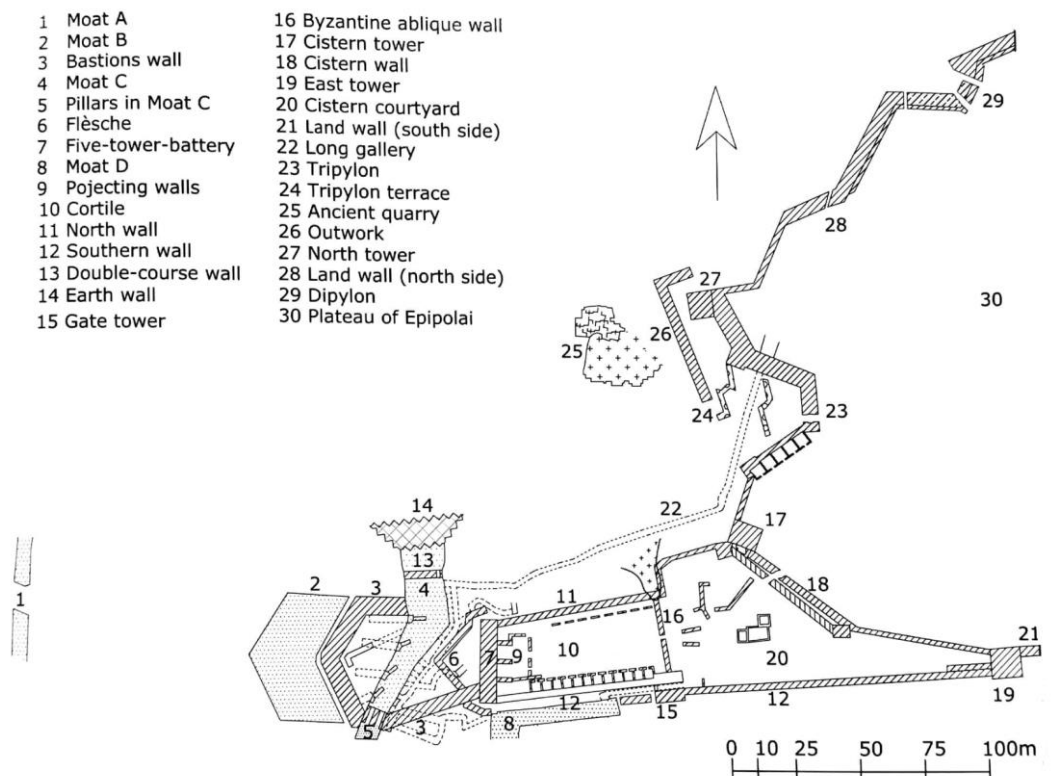 1 Moat A
2 Moat B
3 Bastions wall
4 Moat C
5 Pillars in Moat C
6 Flèsche
7 Five-tower-battery
8 Moat D
9 Pojecting walls
10 Cortile
11 North wall
12 Southern wall
13 Double-course wall
14 Earth wall
15 Gate tower
16 Byzantine ablique wall
17 Cistern tower
18 Cistern wall
19 East tower
20 Cistern courtyard
21 Land wall (south side)
22 Long gallery
23 Tripylon
24 Tripylon terrace
25 Ancient quarry
26 Outwork
27 North tower
28 Land wall (north side)
29 Dipylon
30 Plateau of Epipolai
29
28
27
30
26
25
24
23
22
14
17
13
2
3
4
18
1
11
16
21
6
7
9
10
20
12
12
19
15
8
3
5
0 10 25 50 75 100m